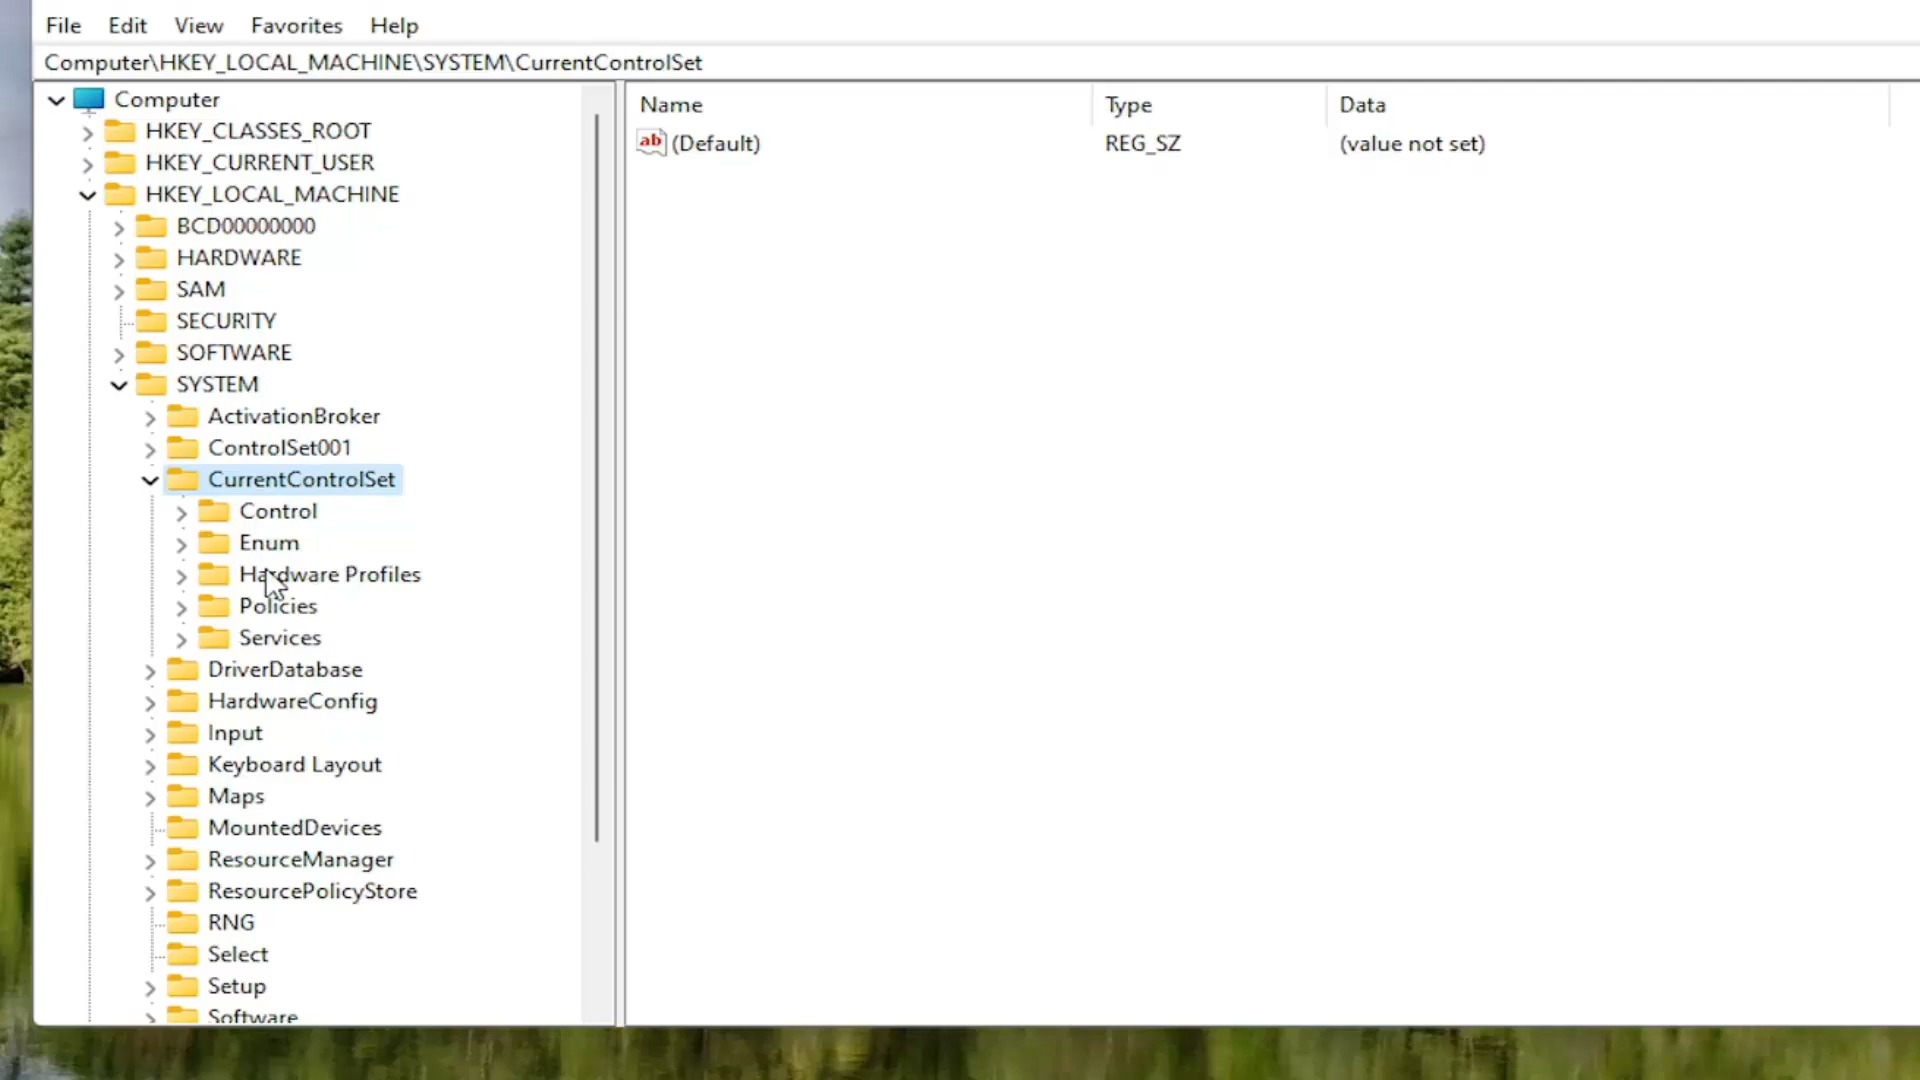 File Edit View Favorites Help
Computer\HKEY_LOCAL_MACHINE\SYSTEM\CurrentControlSet
Computer
HKEY_CLASSES_ROOT
HKEY_CURRENT_USER
HKEY_LOCAL_MACHINE
BCD00000000
HARDWARE
SAM
SECURITY
SOFTWARE
SYSTEM
ActivationBroker
ControlSet001
CurrentControlSet
Control
Enum
Hardware Profiles
Policies
Services
DriverDatabase
HardwareConfig
Input
Keyboard Layout
Maps
MountedDevices
ResourceManager
ResourcePolicyStore
RNG
Select
Setup
Software
Name Type Data
ab (Default) REG_SZ (value not set)